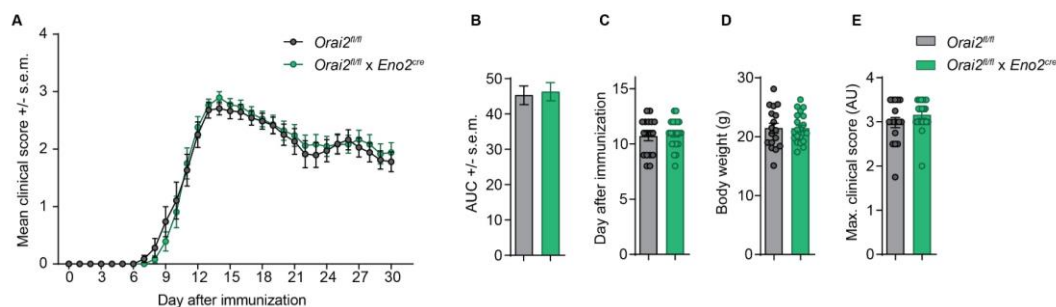 A
Orai2fl/fl
Orai2fl/fl x Eno2cre
Mean clinical score +/- s.e.m.
4
3
2
1
0
0 3 6 9 12 15 18 21 24 27 30
Day after immunization
B
AUC +/- s.e.m.
50
40
30
20
10
0
C
Day after immunization
15
10
5
0
D
Body weight (g)
30
20
10
0
E
Orai2fl/fl
Orai2fl/fl x Eno2cre
Max. clinical score (AU)
4
3
2
1
0